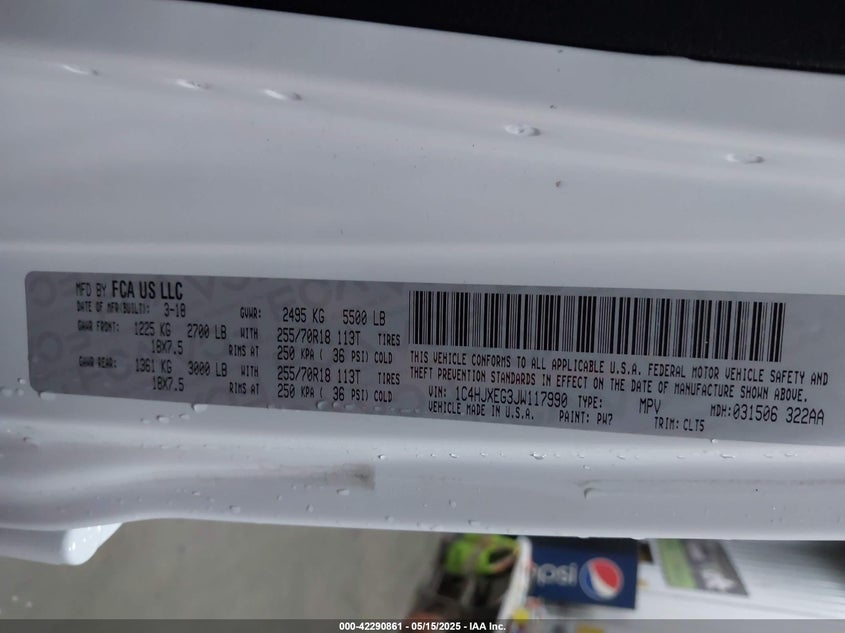 MFD BY FCA US LLC
DATE OF MFR(BUILT): 3-18 GVWR: 2495 KG 5500 LB
GAWR FRONT: 1225 KG 2700 LB WITH 255/70R18 113T TIRES
18X7.5 RIMS AT 250 KPA ( 36 PSI) COLD
GAWR REAR: 1361 KG 3000 LB WITH 255/70R18 113T TIRES
18X7.5 RIMS AT 250 KPA ( 36 PSI) COLD
THIS VEHICLE CONFORMS TO ALL APPLICABLE U.S.A. FEDERAL MOTOR VEHICLE SAFETY AND
THEFT PREVENTION STANDARDS IN EFFECT ON THE DATE OF MANUFACTURE SHOWN ABOVE.
VIN: 1C4HJXEG3JW117990 TYPE: MPV MDH:031506 322AA
VEHICLE MADE IN U.S.A. PAINT: PW7 TRIM: CLT5
pepsi
000-42290861 - 05/15/2025 - IAA Inc.